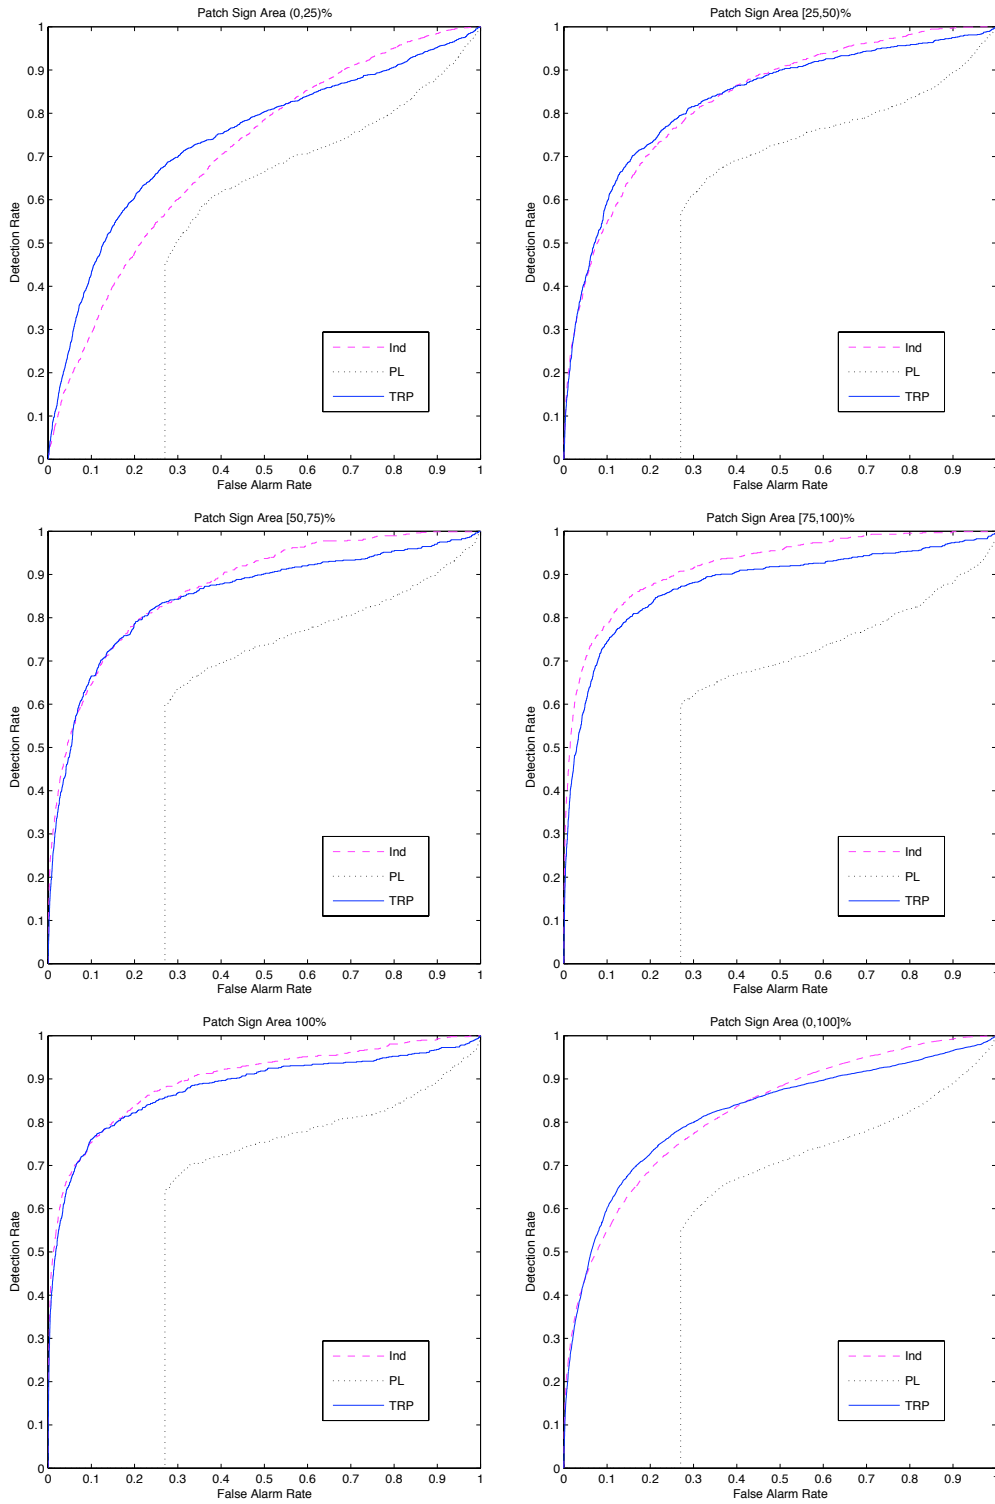 Patch Sign Area (0,25)%
1
0.9
0.8
0.7
0.6
0.5
0.4
0.3
0.2
0.1
0
Detection Rate
Ind
PL
TRP
0 0.1 0.2 0.3 0.4 0.5 0.6 0.7 0.8 0.9 1
False Alarm Rate
Patch Sign Area [25,50)%
1
0.9
0.8
0.7
0.6
0.5
0.4
0.3
0.2
0.1
0
Detection Rate
Ind
PL
TRP
0 0.1 0.2 0.3 0.4 0.5 0.6 0.7 0.8 0.9 1
False Alarm Rate
Patch Sign Area [50,75)%
1
0.9
0.8
0.7
0.6
0.5
0.4
0.3
0.2
0.1
0
Detection Rate
Ind
PL
TRP
0 0.1 0.2 0.3 0.4 0.5 0.6 0.7 0.8 0.9 1
False Alarm Rate
Patch Sign Area [75,100)%
1
0.9
0.8
0.7
0.6
0.5
0.4
0.3
0.2
0.1
0
Detection Rate
Ind
PL
TRP
0 0.1 0.2 0.3 0.4 0.5 0.6 0.7 0.8 0.9 1
False Alarm Rate
Patch Sign Area 100%
1
0.9
0.8
0.7
0.6
0.5
0.4
0.3
0.2
0.1
0
Detection Rate
Ind
PL
TRP
0 0.1 0.2 0.3 0.4 0.5 0.6 0.7 0.8 0.9 1
False Alarm Rate
Patch Sign Area (0,100]%
1
0.9
0.8
0.7
0.6
0.5
0.4
0.3
0.2
0.1
0
Detection Rate
Ind
PL
TRP
0 0.1 0.2 0.3 0.4 0.5 0.6 0.7 0.8 0.9 1
False Alarm Rate